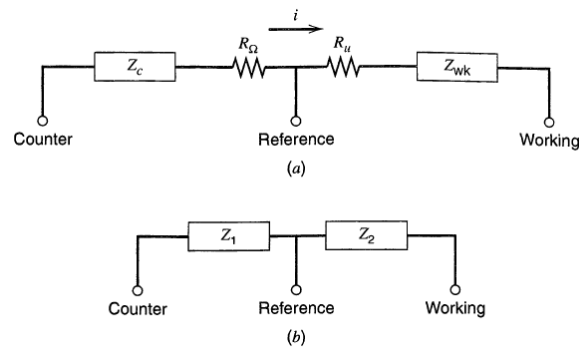 i
Z_c R_Ω R_u Z_wk
Counter Reference Working
(a)
Z_1 Z_2
Counter Reference Working
(b)